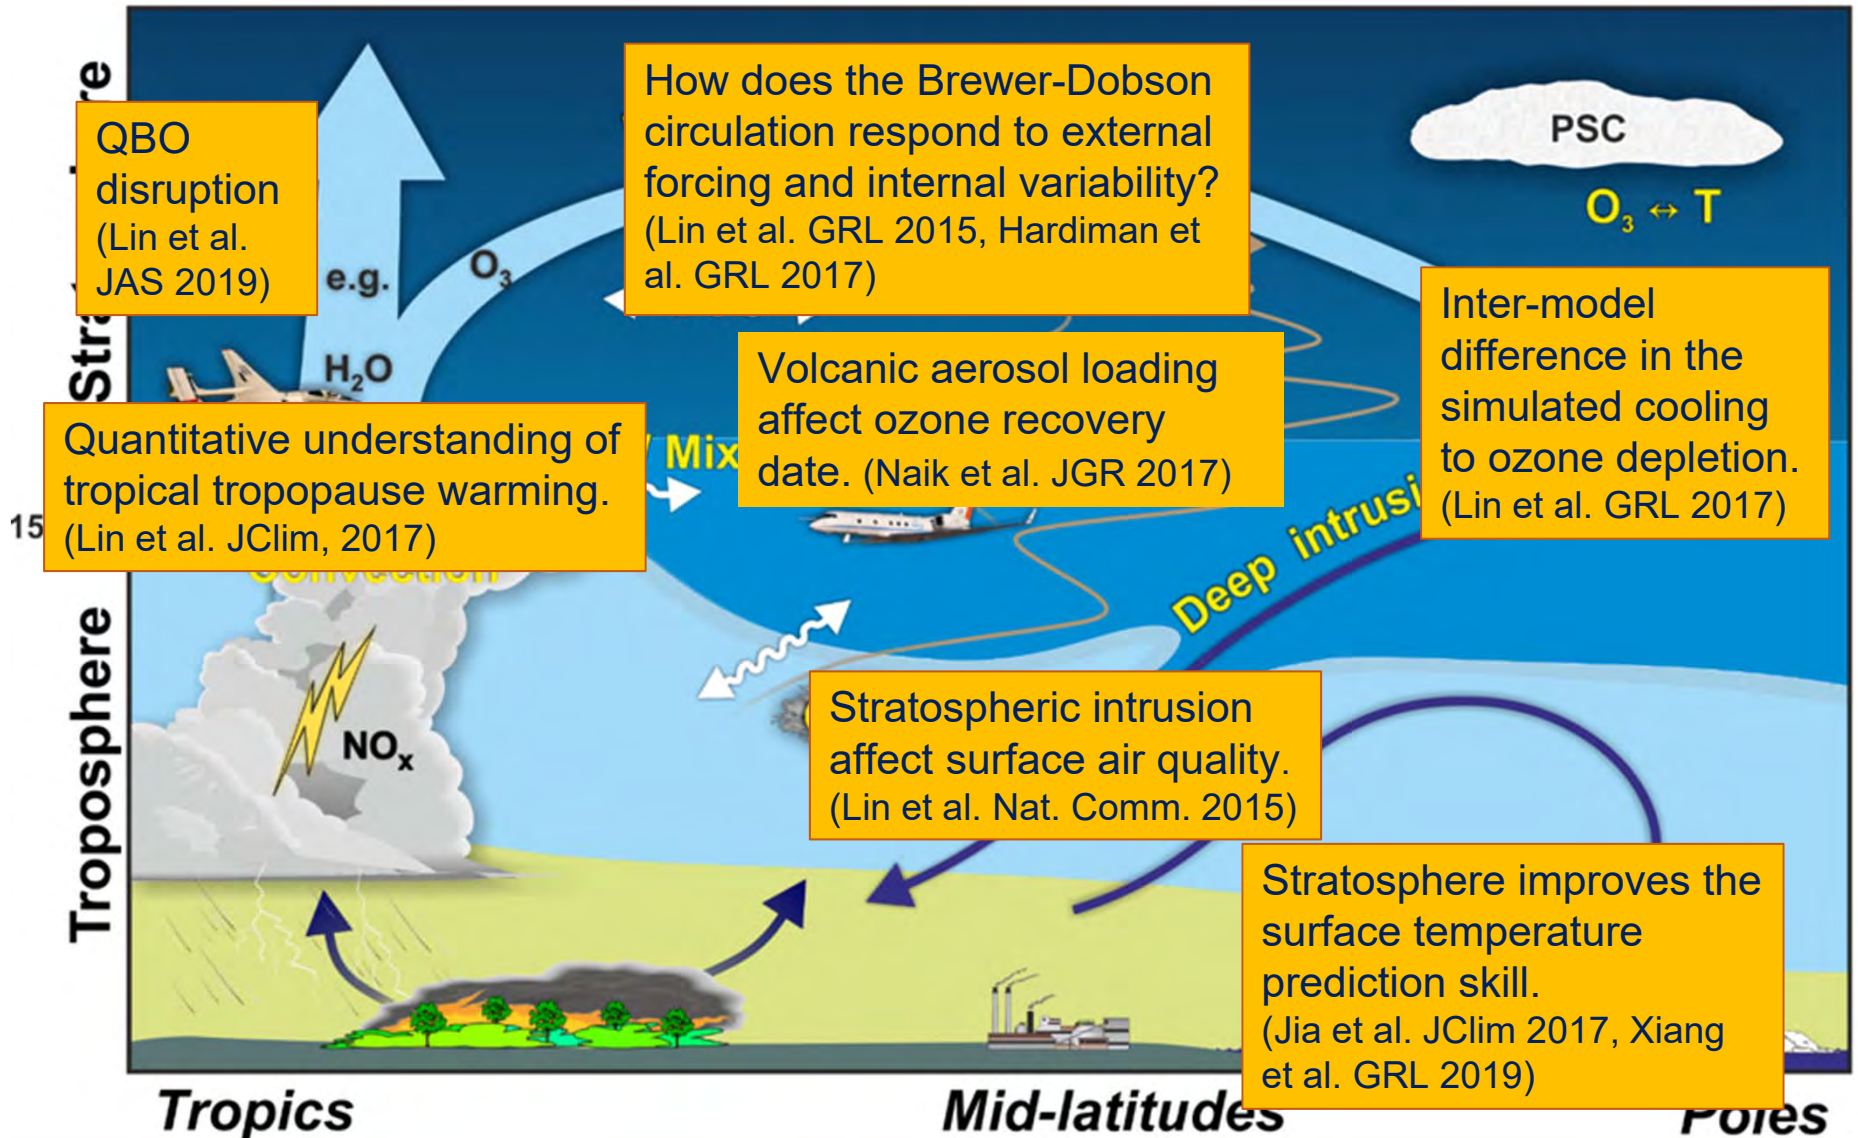 How does the Brewer-Dobson
circulation respond to external
forcing and internal variability?
(Lin et al. GRL 2015, Hardiman et
al. GRL 2017)
QBO
disruption
(Lin et al.
JAS 2019)
PSC
O₃ ↔ T
e.g.
O₃
H₂O
Inter-model
difference in the
simulated cooling
to ozone depletion.
(Lin et al. GRL 2017)
Volcanic aerosol loading
affect ozone recovery
date. (Naik et al. JGR 2017)
Quantitative understanding of
tropical tropopause warming.
(Lin et al. JClim, 2017)
15
Convection
Deep
Troposphere
NOₓ
Stratospheric intrusion
affect surface air quality.
(Lin et al. Nat. Comm. 2015)
Stratosphere improves the
surface temperature
prediction skill.
(Jia et al. JClim 2017, Xiang
et al. GRL 2019)
Tropics
Mid-latitudes
Poles